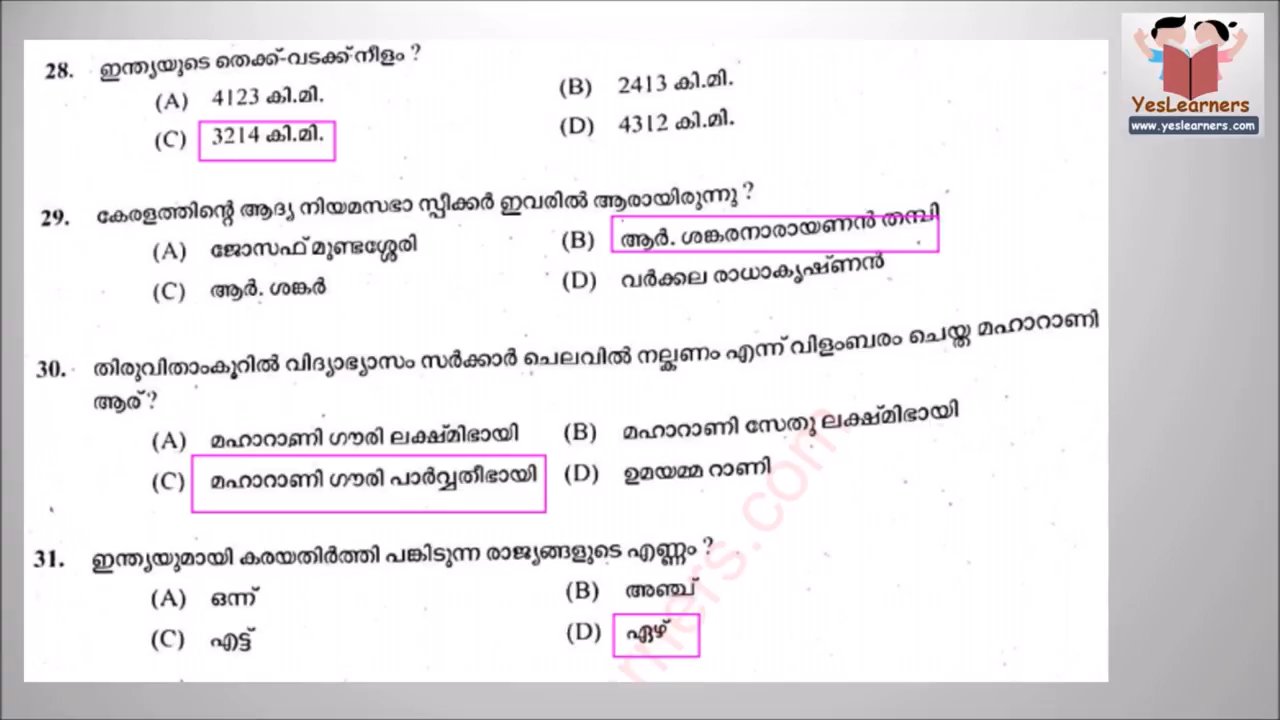 28. ഇന്ത്യയുടെ തെക്ക്-വടക്ക് നീളം ?
(A) 4123 കി.മി. (B) 2413 കി.മി.
(C) 3214 കി.മി. (D) 4312 കി.മി.
29. കേരളത്തിന്റെ ആദ്യ നിയമസഭാ സ്പീക്കർ ഇവരിൽ ആരായിരുന്നു ?
(A) ജോസഫ് മുണ്ടശ്ശേരി (B) ആർ. ശങ്കരനാരായണൻ തമ്പി
(C) ആർ. ശങ്കർ (D) വർക്കല രാധാകൃഷ്ണൻ
30. തിരുവിതാംകൂറിൽ വിദ്യാഭ്യാസം സർക്കാർ ചെലവിൽ നല്കണം എന്ന് വിളംബരം ചെയ്ത മഹാറാണി
ആര് ?
(A) മഹാറാണി ഗൗരി ലക്ഷ്മിഭായി (B) മഹാറാണി സേതു ലക്ഷ്മിഭായി
(C) മഹാറാണി ഗൗരി പാർവ്വതീഭായി (D) ഉമയമ്മ റാണി
31. ഇന്ത്യയുമായി കരയതിർത്തി പങ്കിടുന്ന രാജ്യങ്ങളുടെ എണ്ണം ?
(A) ഒന്ന് (B) അഞ്ച്
(C) എട്ട് (D) ഏഴ്
YesLearners
www.yeslearners.com